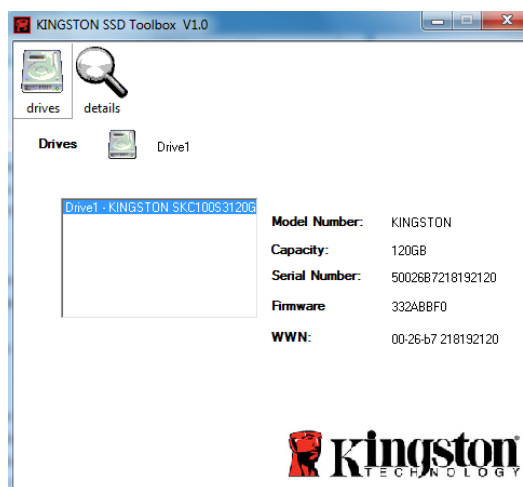 KINGSTON SSD Toolbox V1.0
drives details
Drives Drive1
Drive1 - KINGSTON SKC100S3120G
Model Number: KINGSTON
Capacity: 120GB
Serial Number: 50026B7218192120
Firmware 332ABBF0
WWN: 00-26-b7 218192120
Kingston
TECHNOLOGY